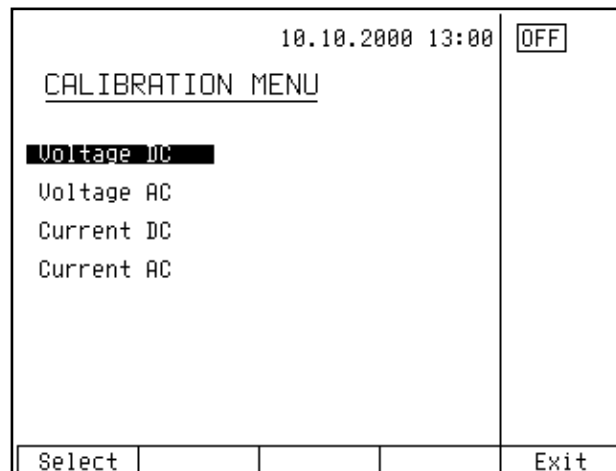 10.10.2000 13:00 OFF
CALIBRATION MENU
Voltage DC
Voltage AC
Current DC
Current AC
Select Exit